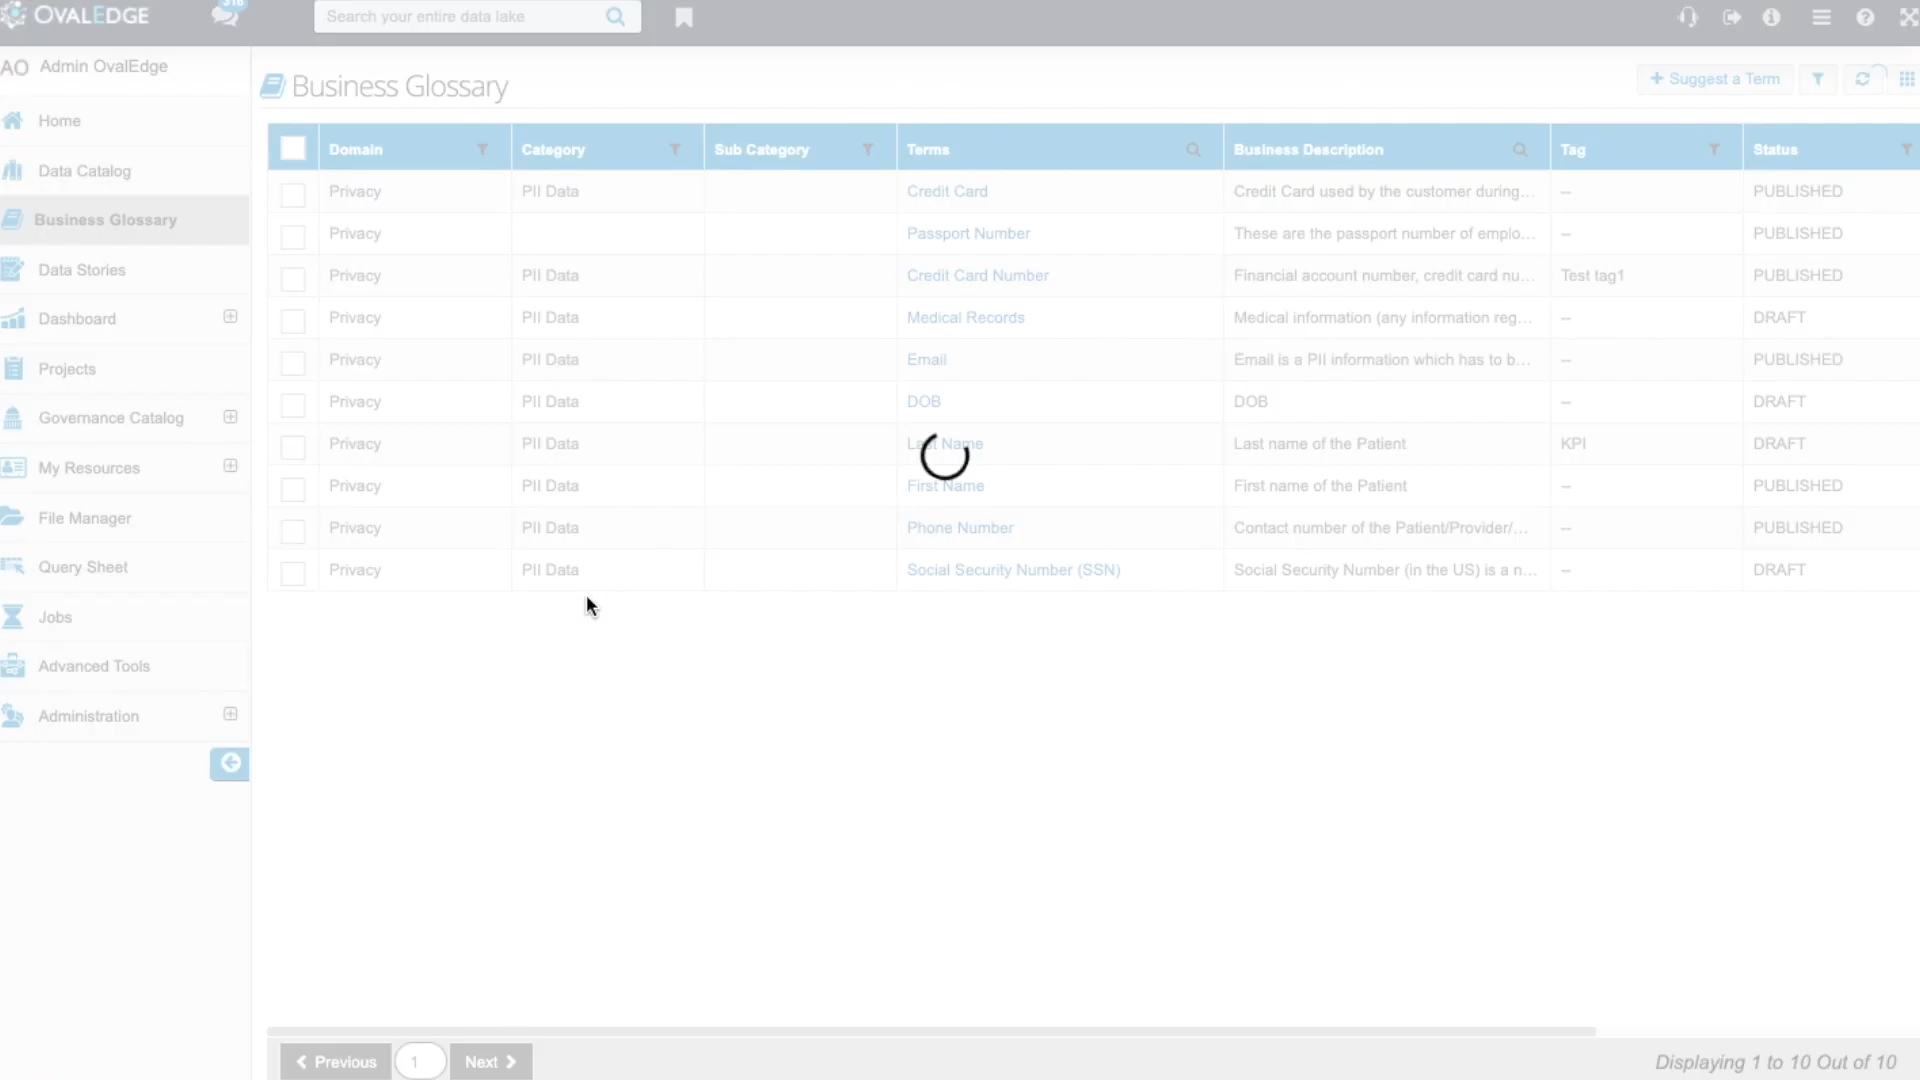 OVALEDGE 316 Search your entire data lake
AO Admin OvalEdge
Home
Data Catalog
Business Glossary
Data Stories
Dashboard
Projects
Governance Catalog
My Resources
File Manager
Query Sheet
Jobs
Advanced Tools
Administration
Business Glossary + Suggest a Term
Domain Category Sub Category Terms Business Description Tag Status
Privacy PII Data Credit Card Credit Card used by the customer during... -- PUBLISHED
Privacy Passport Number These are the passport number of emplo... -- PUBLISHED
Privacy PII Data Credit Card Number Financial account number, credit card nu... Test tag1 PUBLISHED
Privacy PII Data Medical Records Medical information (any information reg... -- DRAFT
Privacy PII Data Email Email is a PII information which has to b... -- PUBLISHED
Privacy PII Data DOB DOB -- DRAFT
Privacy PII Data Last Name Last name of the Patient KPI DRAFT
Privacy PII Data First Name First name of the Patient -- PUBLISHED
Privacy PII Data Phone Number Contact number of the Patient/Provider/... -- PUBLISHED
Privacy PII Data Social Security Number (SSN) Social Security Number (in the US) is a n... -- DRAFT
Previous 1 Next Displaying 1 to 10 Out of 10